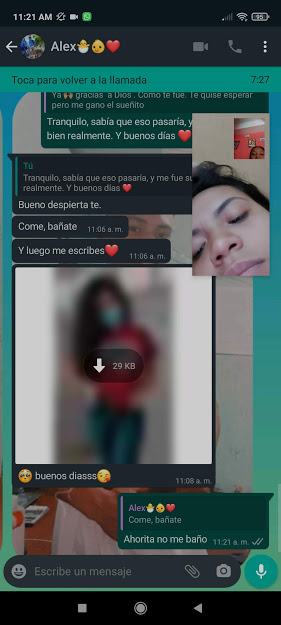 11:21 AM
95
Alex🐣👴❤️
Toca para volver a la llamada 7:27
Ya 🙌 gracias a Dios . Como te fue. Te quise esperar
pero me gano el sueñito
Tranquilo, sabía que eso pasaría, y
bien realmente. Y buenos días ❤️
Tú
Tranquilo, sabía que eso pasaría, y me fue
realmente. Y buenos días ❤️
Bueno despierta te. 11:06 a. m.
Come, bañate 11:06 a. m.
Y luego me escribes❤️ 11:06 a. m.
29 KB
🥺 buenos diasss😘 11:08 a. m.
Alex🐣👴❤️
Come, bañate
Ahorita no me baño 11:21 a. m.
Escribe un mensaje